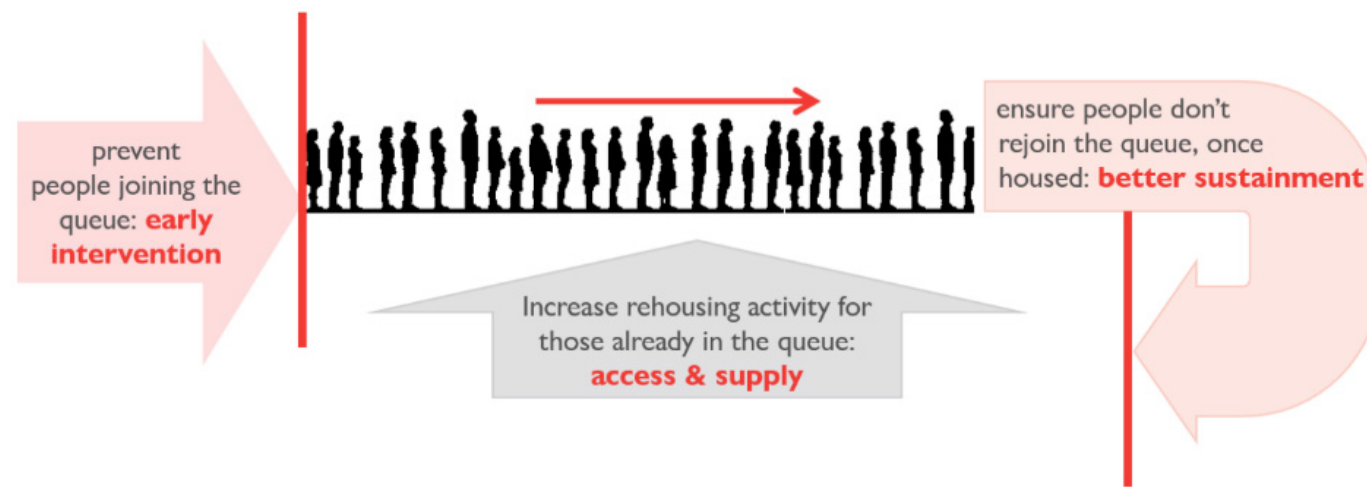 prevent
people joining the
queue: early
intervention
ensure people don't
rejoin the queue, once
housed: better sustainment
Increase rehousing activity for
those already in the queue:
access & supply